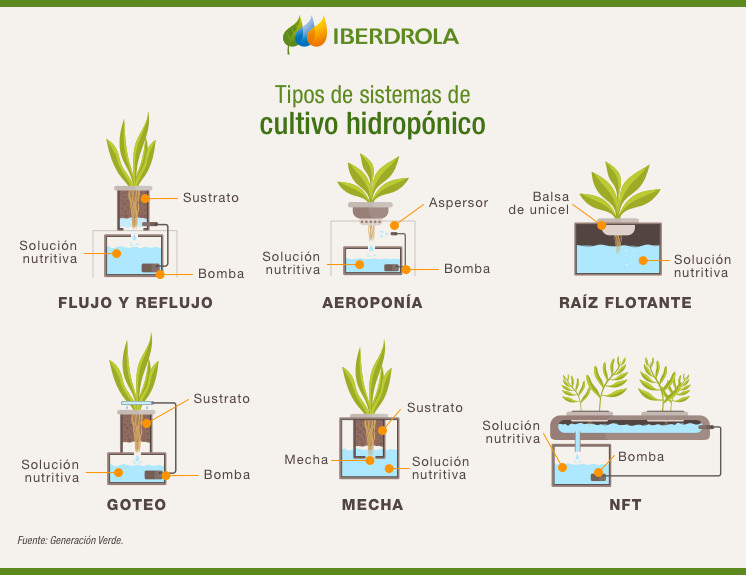 IBERDROLA
Tipos de sistemas de
cultivo hidropónico
Sustrato
Solución
nutritiva
Bomba
FLUJO Y REFLUJO
Aspersor
Solución
nutritiva
Bomba
AEROPONÍA
Balsa
de unicel
Solución
nutritiva
RAÍZ FLOTANTE
Sustrato
Solución
nutritiva
Bomba
GOTEO
Sustrato
Mecha
Solución
nutritiva
MECHA
Solución
nutritiva
Bomba
NFT
Fuente: Generación Verde.